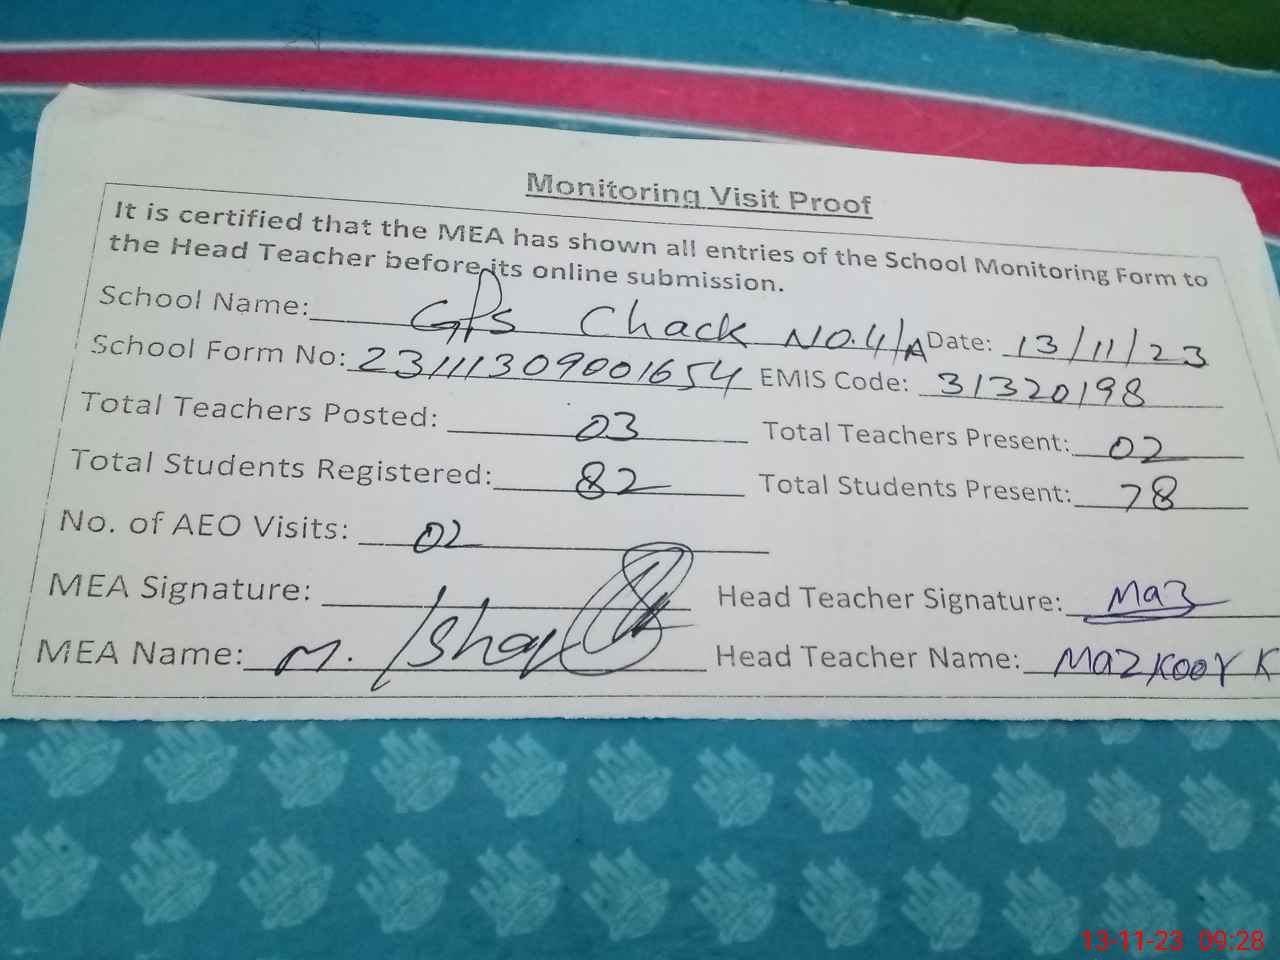 Monitoring Visit Proof
It is certified that the MEA has shown all entries of the School Monitoring Form to
the Head Teacher before its online submission.
School Name: GPS Chack NO.4/A Date: 13/11/23
School Form No: 23111309001654 EMIS Code: 31320198
Total Teachers Posted: 03 Total Teachers Present: 02
Total Students Registered: 82 Total Students Present: 78
No. of AEO Visits: 02
MEA Signature: Head Teacher Signature: Maz
MEA Name: M. Head Teacher Name: Mazkoor K
13-11-23 09:28